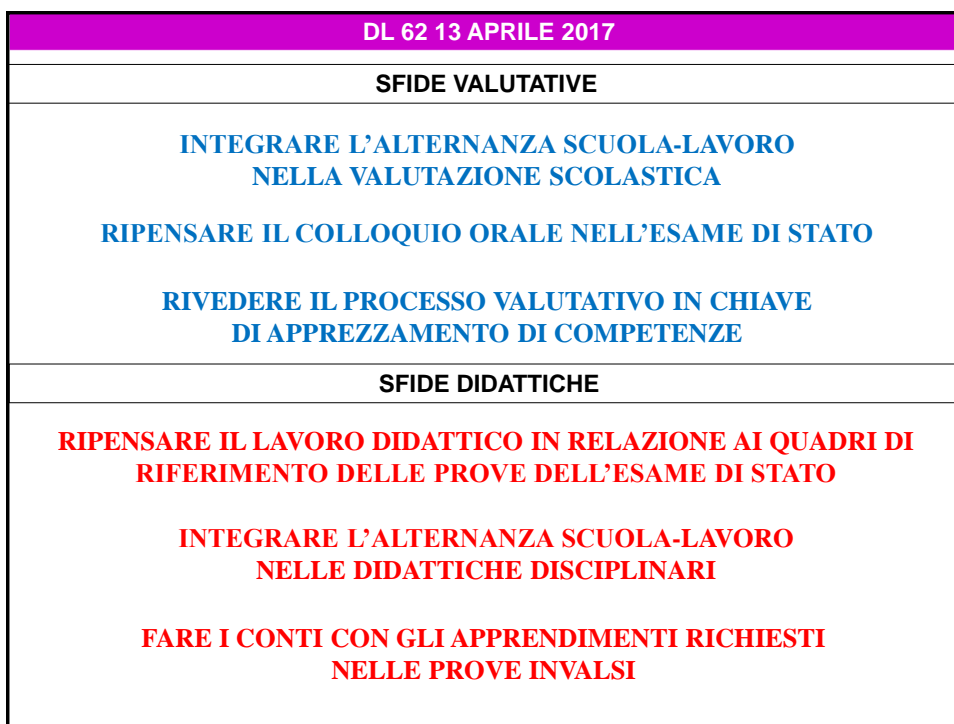 DL 62 13 APRILE 2017
SFIDE VALUTATIVE
INTEGRARE L’ALTERNANZA SCUOLA-LAVORO
NELLA VALUTAZIONE SCOLASTICA
RIPENSARE IL COLLOQUIO ORALE NELL’ESAME DI STATO
RIVEDERE IL PROCESSO VALUTATIVO IN CHIAVE
DI APPREZZAMENTO DI COMPETENZE
SFIDE DIDATTICHE
RIPENSARE IL LAVORO DIDATTICO IN RELAZIONE AI QUADRI DI
RIFERIMENTO DELLE PROVE DELL’ESAME DI STATO
INTEGRARE L’ALTERNANZA SCUOLA-LAVORO
NELLE DIDATTICHE DISCIPLINARI
FARE I CONTI CON GLI APPRENDIMENTI RICHIESTI
NELLE PROVE INVALSI